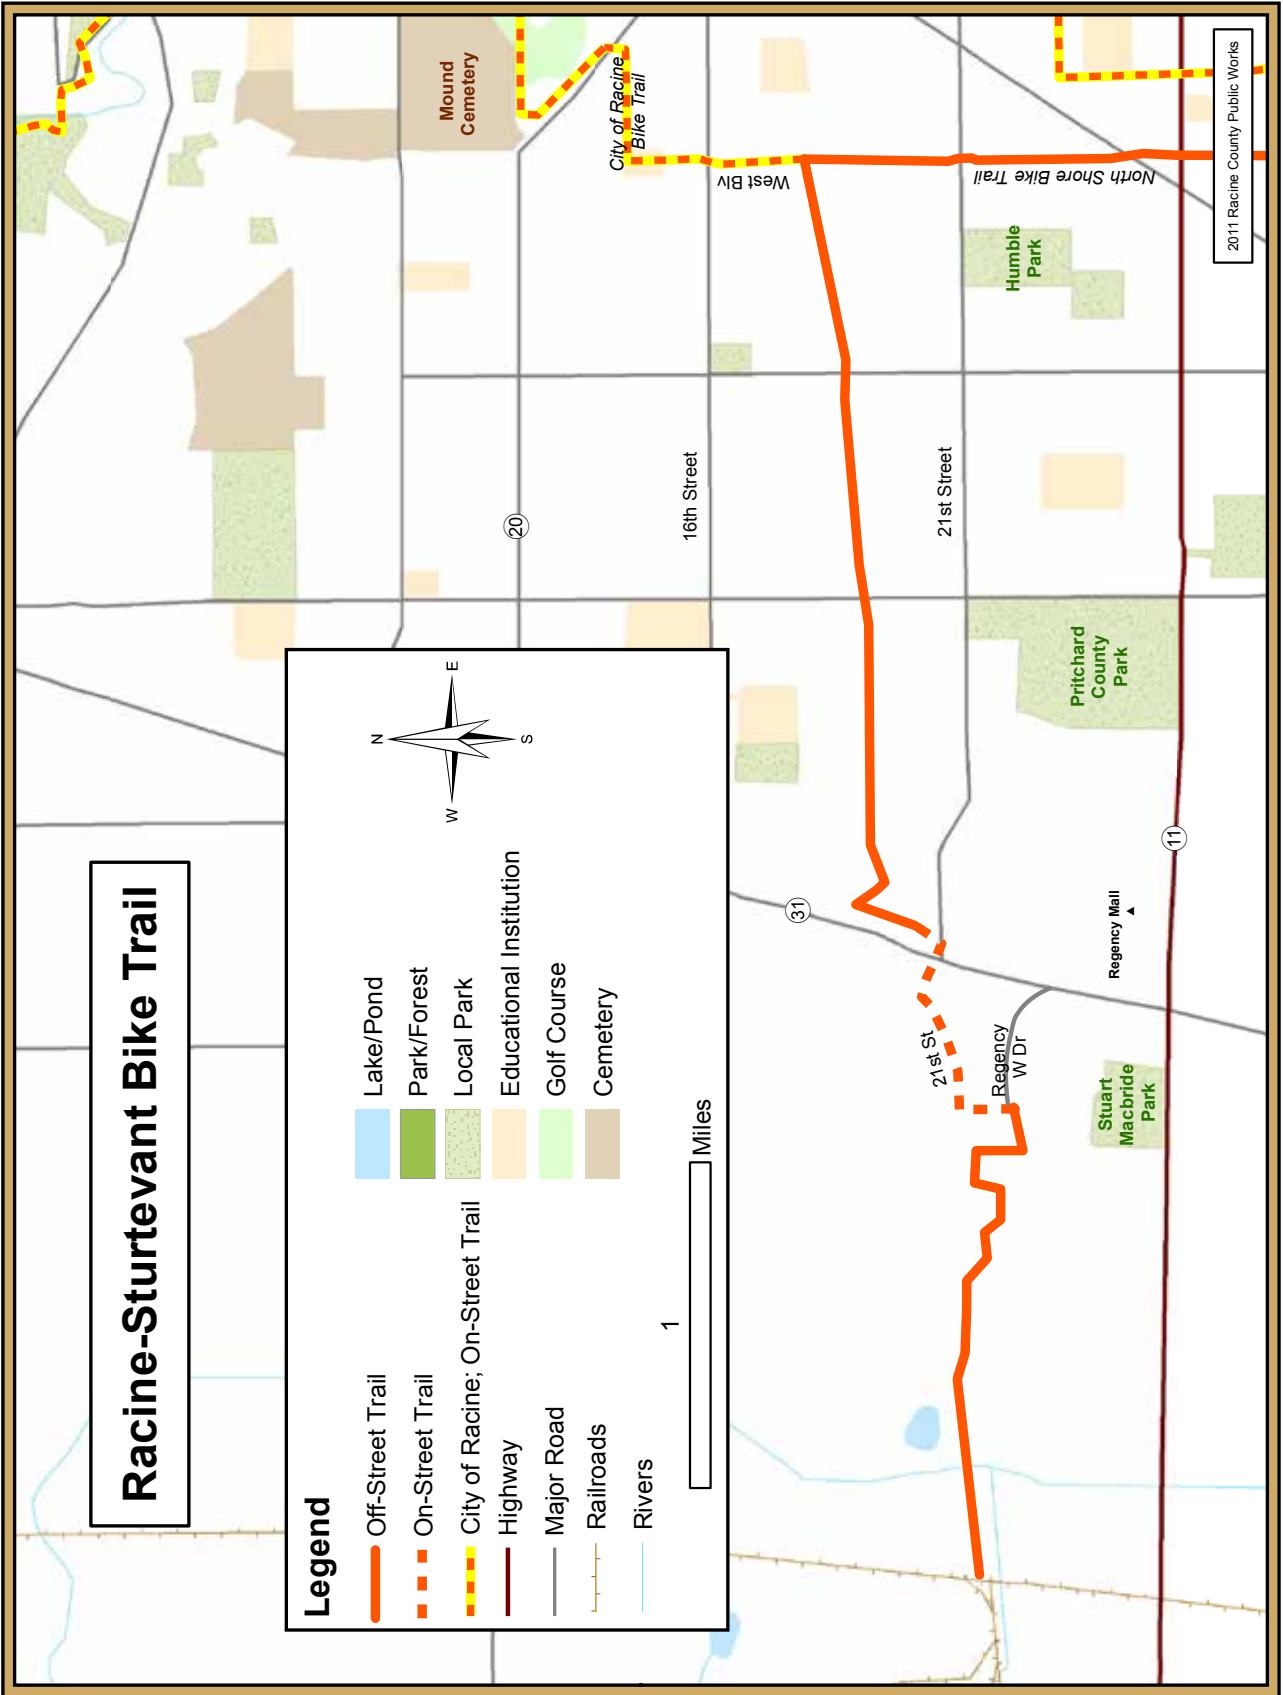 Racine-Sturtevant Bike Trail
Legend
Off-Street Trail
On-Street Trail
City of Racine; On-Street Trail
Highway
Major Road
Railroads
Rivers
Lake/Pond
Park/Forest
Local Park
Educational Institution
Golf Course
Cemetery
N
W
E
S
1
Miles
Mound
Cemetery
City of Racine
Bike Trail
West Blv
North Shore Bike Trail
20
16th Street
21st Street
Humble
Park
Pritchard
County
Park
31
21st St
Regency
W Dr
Regency Mall
11
Stuart
Macbride
Park
2011 Racine County Public Works